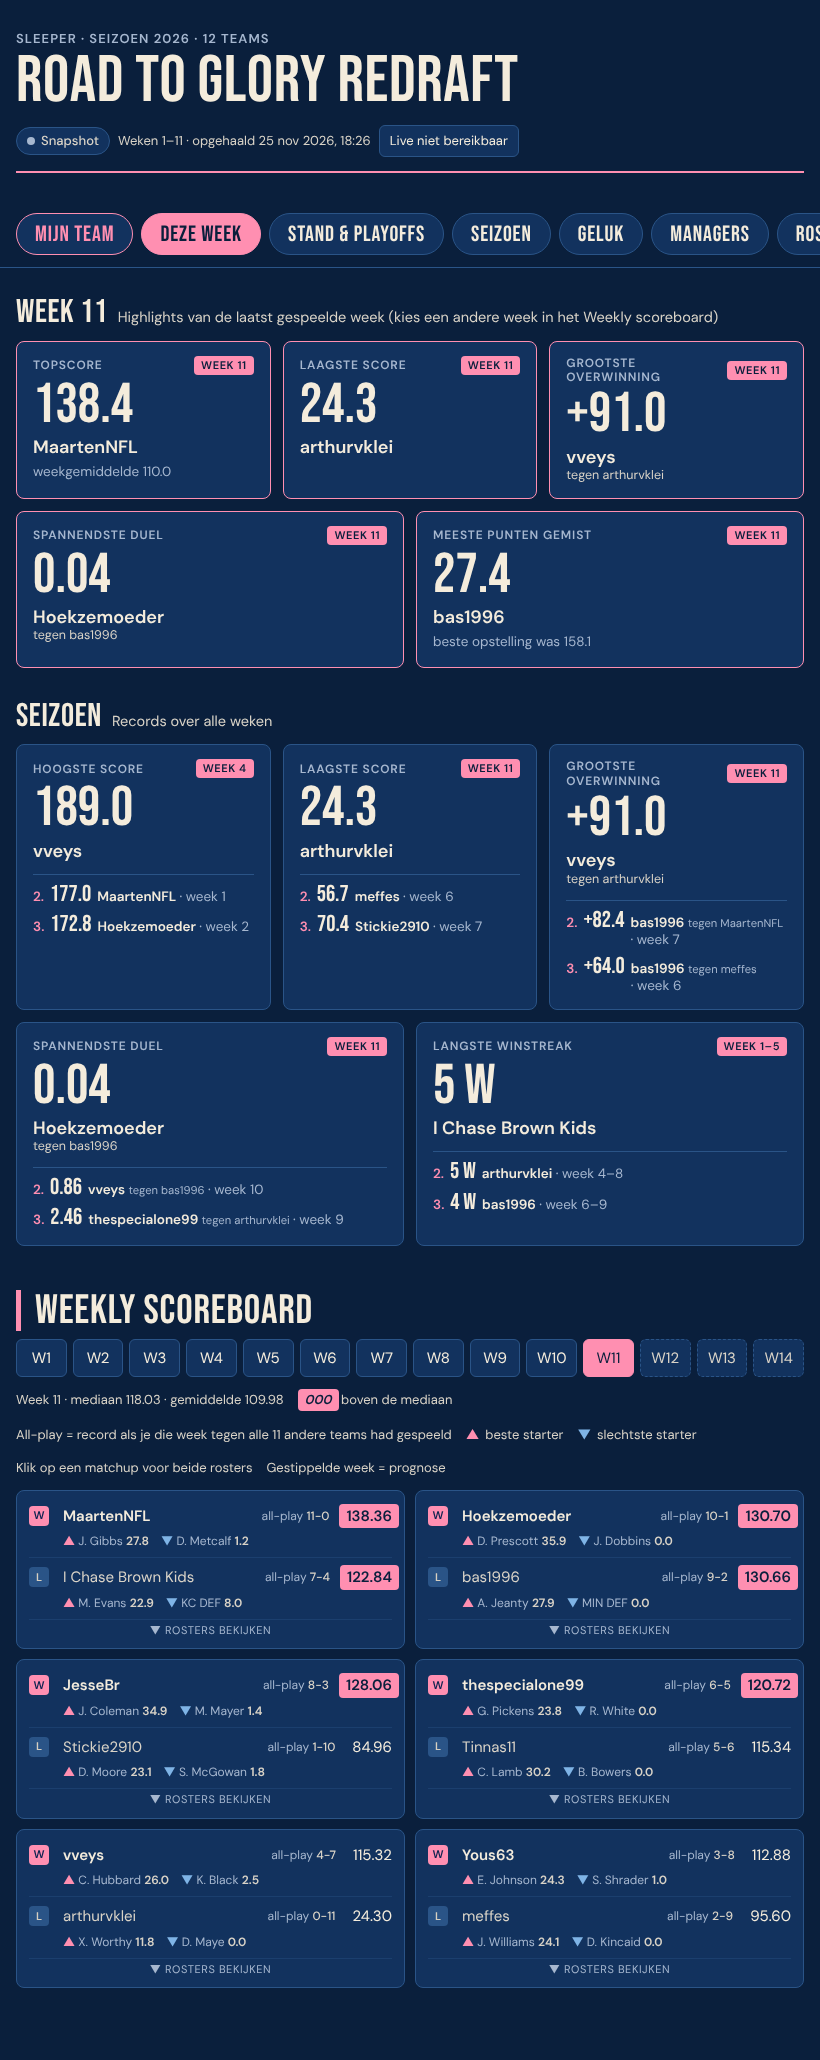 SLEEPER · SEIZOEN 2026 · 12 TEAMS
ROAD TO GLORY REDRAFT
Snapshot Weken 1–11 · opgehaald 25 nov 2026, 18:26 Live niet bereikbaar
MIJN TEAM DEZE WEEK STAND & PLAYOFFS SEIZOEN GELUK MANAGERS ROS
WEEK 11 Highlights van de laatst gespeelde week (kies een andere week in het Weekly scoreboard)
TOPSCORE WEEK 11
138.4
MaartenNFL
weekgemiddelde 110.0
LAAGSTE SCORE WEEK 11
24.3
arthurvklei
GROOTSTE
OVERWINNING WEEK 11
+91.0
vveys
tegen arthurvklei
SPANNENDSTE DUEL WEEK 11
0.04
Hoekzemoeder
tegen bas1996
MEESTE PUNTEN GEMIST WEEK 11
27.4
bas1996
beste opstelling was 158.1
SEIZOEN Records over alle weken
HOOGSTE SCORE WEEK 4
189.0
vveys
2. 177.0 MaartenNFL · week 1
3. 172.8 Hoekzemoeder · week 2
LAAGSTE SCORE WEEK 11
24.3
arthurvklei
2. 56.7 meffes · week 6
3. 70.4 Stickie2910 · week 7
GROOTSTE
OVERWINNING WEEK 11
+91.0
vveys
tegen arthurvklei
2. +82.4 bas1996 tegen MaartenNFL
· week 7
3. +64.0 bas1996 tegen meffes
· week 6
SPANNENDSTE DUEL WEEK 11
0.04
Hoekzemoeder
tegen bas1996
2. 0.86 vveys tegen bas1996 · week 10
3. 2.46 thespecialone99 tegen arthurvklei · week 9
LANGSTE WINSTREAK WEEK 1–5
5 W
I Chase Brown Kids
2. 5 W arthurvklei · week 4–8
3. 4 W bas1996 · week 6–9
WEEKLY SCOREBOARD
W1 W2 W3 W4 W5 W6 W7 W8 W9 W10 W11 W12 W13 W14
Week 11 · mediaan 118.03 · gemiddelde 109.98 000 boven de mediaan
All-play = record als je die week tegen alle 11 andere teams had gespeeld ▲ beste starter ▼ slechtste starter
Klik op een matchup voor beide rosters Gestippelde week = prognose
W MaartenNFL all-play 11-0 138.36
▲ J. Gibbs 27.8 ▼ D. Metcalf 1.2
L I Chase Brown Kids all-play 7-4 122.84
▲ M. Evans 22.9 ▼ KC DEF 8.0
▼ ROSTERS BEKIJKEN
W Hoekzemoeder all-play 10-1 130.70
▲ D. Prescott 35.9 ▼ J. Dobbins 0.0
L bas1996 all-play 9-2 130.66
▲ A. Jeanty 27.9 ▼ MIN DEF 0.0
▼ ROSTERS BEKIJKEN
W JesseBr all-play 8-3 128.06
▲ J. Coleman 34.9 ▼ M. Mayer 1.4
L Stickie2910 all-play 1-10 84.96
▲ D. Moore 23.1 ▼ S. McGowan 1.8
▼ ROSTERS BEKIJKEN
W thespecialone99 all-play 6-5 120.72
▲ G. Pickens 23.8 ▼ R. White 0.0
L Tinnas11 all-play 5-6 115.34
▲ C. Lamb 30.2 ▼ B. Bowers 0.0
▼ ROSTERS BEKIJKEN
W vveys all-play 4-7 115.32
▲ C. Hubbard 26.0 ▼ K. Black 2.5
L arthurvklei all-play 0-11 24.30
▲ X. Worthy 11.8 ▼ D. Maye 0.0
▼ ROSTERS BEKIJKEN
W Yous63 all-play 3-8 112.88
▲ E. Johnson 24.3 ▼ S. Shrader 1.0
L meffes all-play 2-9 95.60
▲ J. Williams 24.1 ▼ D. Kincaid 0.0
▼ ROSTERS BEKIJKEN